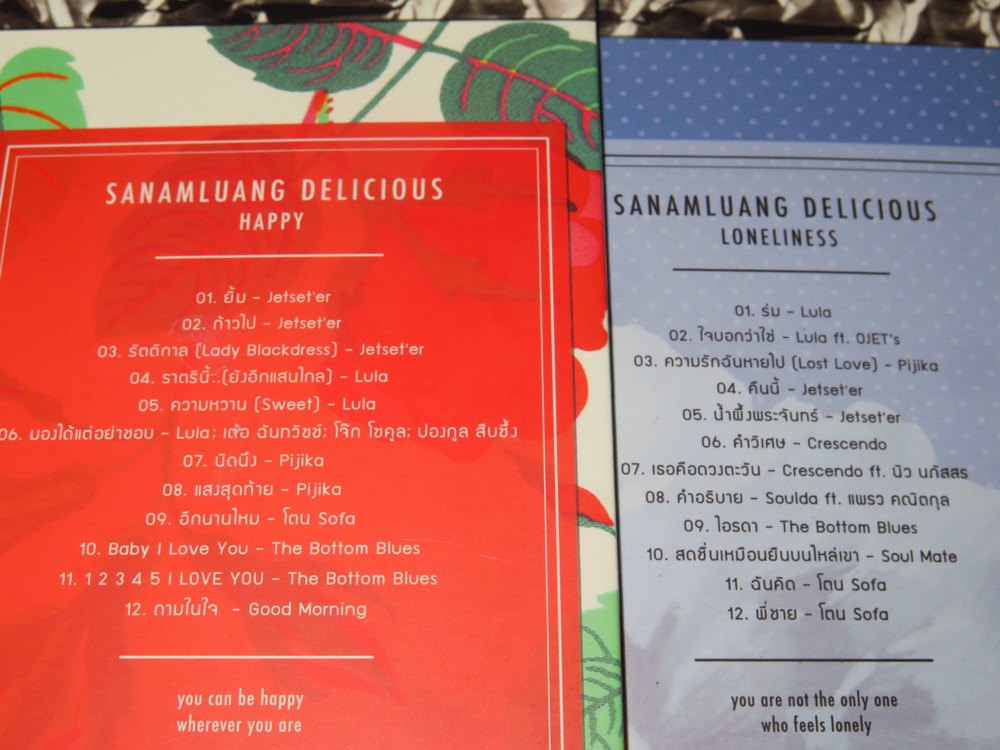 SANAMLUANG DELICIOUS
HAPPY
01. ยิ้ม - Jetset'er
02. ก้าวไป - Jetset'er
03. รัตติกาล (Lady Blackdress) - Jetset'er
04. ราตรีนี้..(ยังอีกแสนไกล) - Lula
05. ความหวาน (Sweet) - Lula
06. มองได้แต่อย่าชอบ - Lula; เต๋อ ฉันทวิชช์; โจ๊ก โซคูล; ปองกูล สืบซึ้ง
07. นิดนึง - Pijika
08. แสงสุดท้าย - Pijika
09. อีกนานไหม - โตน Sofa
10. Baby I Love You - The Bottom Blues
11. 1 2 3 4 5 I LOVE YOU - The Bottom Blues
12. ถามในใจ - Good Morning
you can be happy
wherever you are
SANAMLUANG DELICIOUS
LONELINESS
01. ร่ม - Lula
02. ใจบอกว่าใช่ - Lula ft. OJET's
03. ความรักฉันหายไป (Lost Love) - Pijika
04. คืนนี้ - Jetset'er
05. น้ำผึ้งพระจันทร์ - Jetset'er
06. คำวิเศษ - Crescendo
07. เธอคือดวงตะวัน - Crescendo ft. นิว นภัสสร
08. คำอธิบาย - Soulda ft. แพรว คณิตกุล
09. ไอรดา - The Bottom Blues
10. สดชื่นเหมือนยืนบนไหล่เขา - Soul Mate
11. ฉันคิด - โตน Sofa
12. พี่ชาย - โตน Sofa
you are not the only one
who feels lonely